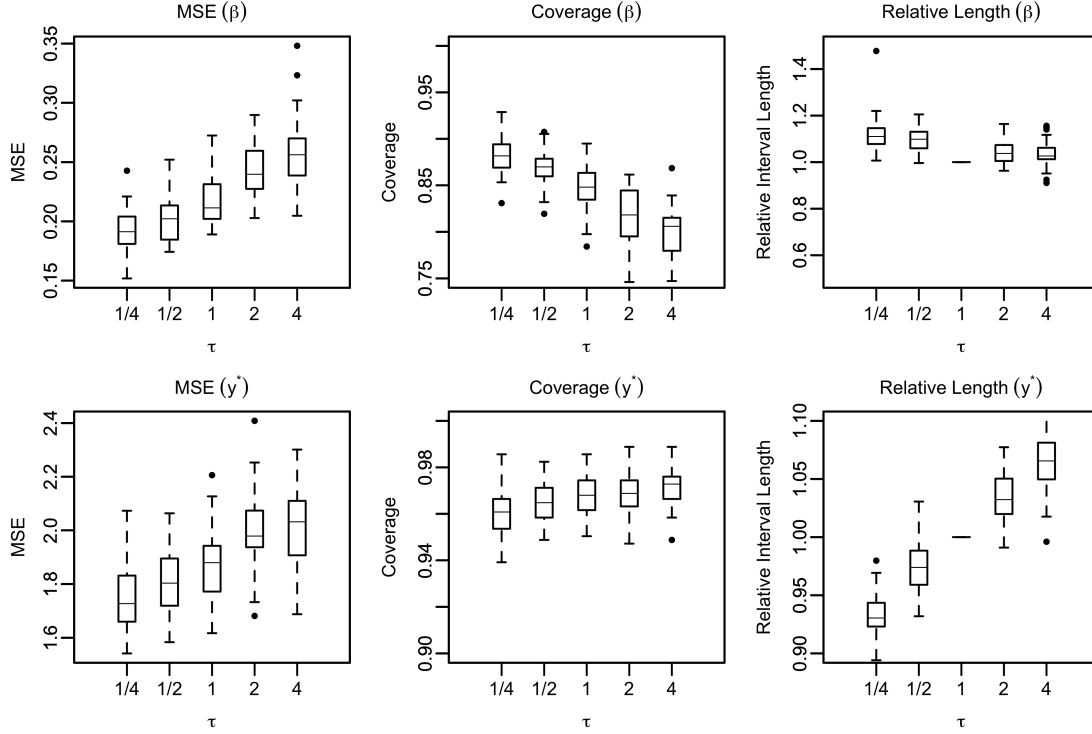 MSE (β)
MSE
0.35
0.30
0.25
0.20
0.15
1/4 1/2 1 2 4
τ
Coverage (β)
Coverage
0.95
0.85
0.75
1/4 1/2 1 2 4
τ
Relative Length (β)
Relative Interval Length
1.4
1.2
1.0
0.8
0.6
1/4 1/2 1 2 4
τ
MSE (y*)
MSE
2.4
2.2
2.0
1.8
1.6
1/4 1/2 1 2 4
τ
Coverage (y*)
Coverage
0.98
0.94
0.90
1/4 1/2 1 2 4
τ
Relative Length (y*)
Relative Interval Length
1.10
1.05
1.00
0.95
0.90
1/4 1/2 1 2 4
τ